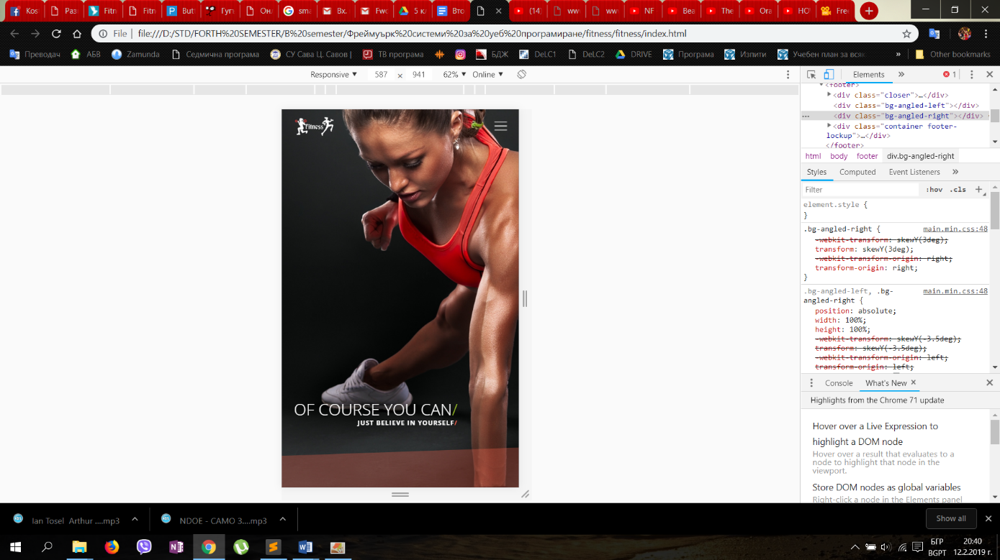 Kos
Разп
Fitn
Fitn
But
Гуг
Онл
sma
Вх.
Fwc
5 кл
Вто
(14)
ww
ww
NF
Bea
The
Ora
HO
Fre
File | file:///D:/STD/FORTH%20SEMESTER/B%20semester/Фреймуърк%20системи%20за%20уеб%20програмиране/fitness/fitness/index.html
Преводач АБВ Zamunda Седмична програма СУ Сава Ц. Савов | ТВ програма БДЖ DeLC1 DeLC2 DRIVE Програма Изпити Учебен план за всяк » Other bookmarks
Responsive ▼ 587 × 941 62% ▼ Online ▼
Elements » 1
<footer>
<div class="closer">…</div>
<div class="bg-angled-left"></div>
<div class="bg-angled-right"></div>
<div class="container footer-
lockup">…</div>
</footer>
html body footer div.bg-angled-right
Styles Computed Event Listeners »
Filter :hov .cls +
element.style {
}
.bg-angled-right { main.min.css:48
-webkit-transform: skewY(3deg);
transform: skewY(3deg);
-webkit-transform-origin: right;
transform-origin: right;
}
.bg-angled-left, .bg- main.min.css:48
angled-right {
position: absolute;
width: 100%;
height: 100%;
-webkit-transform: skewY(-3.5deg);
transform: skewY(-3.5deg);
-webkit-transform-origin: left;
transform-origin: left;
Console What's New ×
Highlights from the Chrome 71 update
Hover over a Live Expression to
highlight a DOM node
Hover over a result that evaluates to a
node to highlight that node in the
viewport.
Store DOM nodes as global variables
Right-click a node in the Elements panel
Fitness
OF COURSE YOU CAN/
JUST BELIEVE IN YOURSELF/
Ian Tosel Arthur ....mp3
NDOE - CAMO 3....mp3
Show all
БГР
BGPT
20:40
12.2.2019 г.